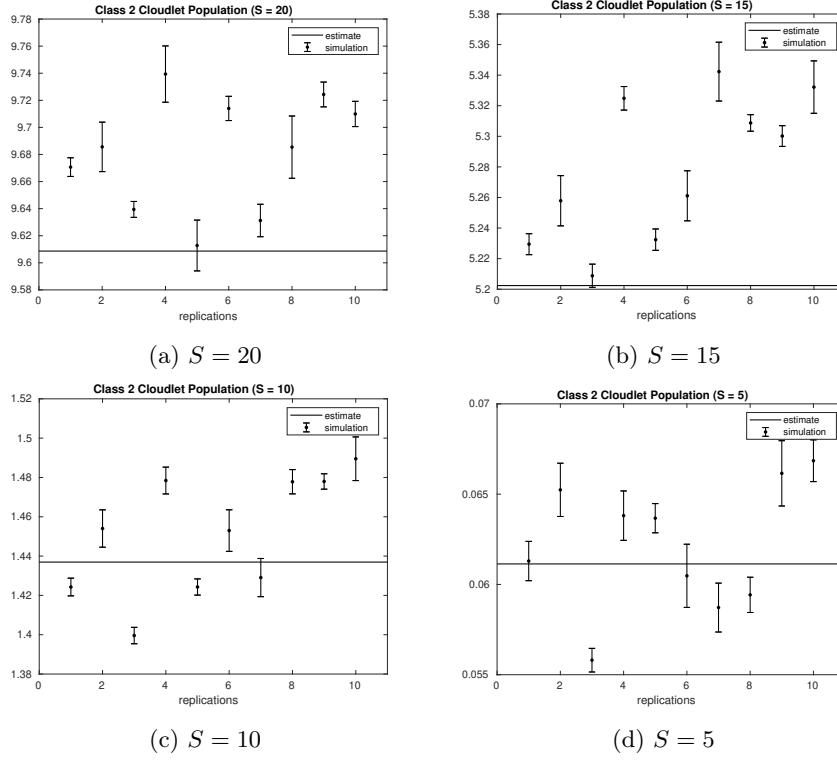 Class 2 Cloudlet Population (S = 20)
9.78
9.76
9.74
9.72
9.7
9.68
9.66
9.64
9.62
9.6
9.58
0 2 4 6 8 10
replications
estimate
simulation
(a) S = 20
Class 2 Cloudlet Population (S = 15)
5.38
5.36
5.34
5.32
5.3
5.28
5.26
5.24
5.22
5.2
0 2 4 6 8 10
replications
estimate
simulation
(b) S = 15
Class 2 Cloudlet Population (S = 10)
1.52
1.5
1.48
1.46
1.44
1.42
1.4
1.38
0 2 4 6 8 10
replications
estimate
simulation
(c) S = 10
Class 2 Cloudlet Population (S = 5)
0.07
0.065
0.06
0.055
0 2 4 6 8 10
replications
estimate
simulation
(d) S = 5